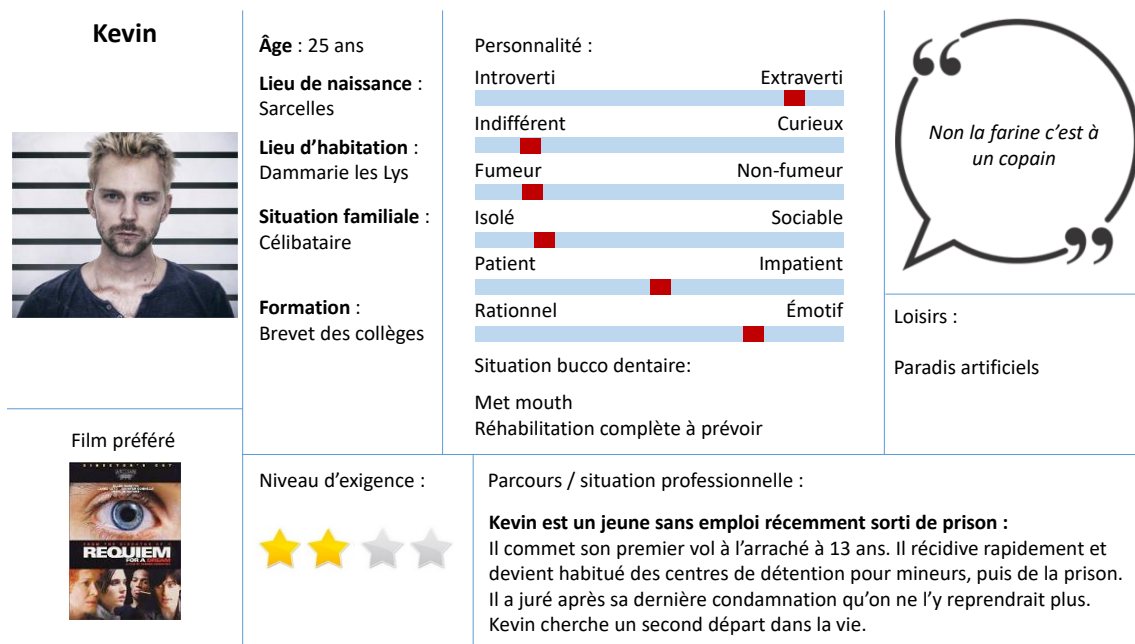 Kevin
Âge : 25 ans
Lieu de naissance :
Sarcelles
Lieu d'habitation :
Dammarie les Lys
Situation familiale :
Célibataire
Formation :
Brevet des collèges
Personnalité :
Introverti Extraverti
Indifférent Curieux
Fumeur Non-fumeur
Isolé Sociable
Patient Impatient
Rationnel Émotif
Situation bucco dentaire:
Met mouth
Réhabilitation complète à prévoir
“
Non la farine c'est à
un copain
”
Loisirs :
Paradis artificiels
Film préféré
DIRECTOR'S CUT
REQUIEM
FOR A DREAM
Niveau d'exigence :
Parcours / situation professionnelle :
Kevin est un jeune sans emploi récemment sorti de prison :
Il commet son premier vol à l'arraché à 13 ans. Il récidive rapidement et
devient habitué des centres de détention pour mineurs, puis de la prison.
Il a juré après sa dernière condamnation qu'on ne l'y reprendrait plus.
Kevin cherche un second départ dans la vie.